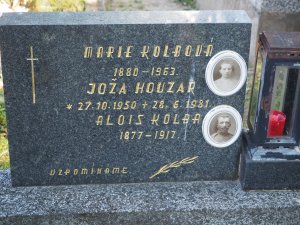 MARIE KOLBOVÁ
1880 - 1963.
JOŽA HOUZAR
* 27.10.1950 + 28.6.1981
ALOIS KOLBA
1877 - 1917.
VZPOMÍNÁME.